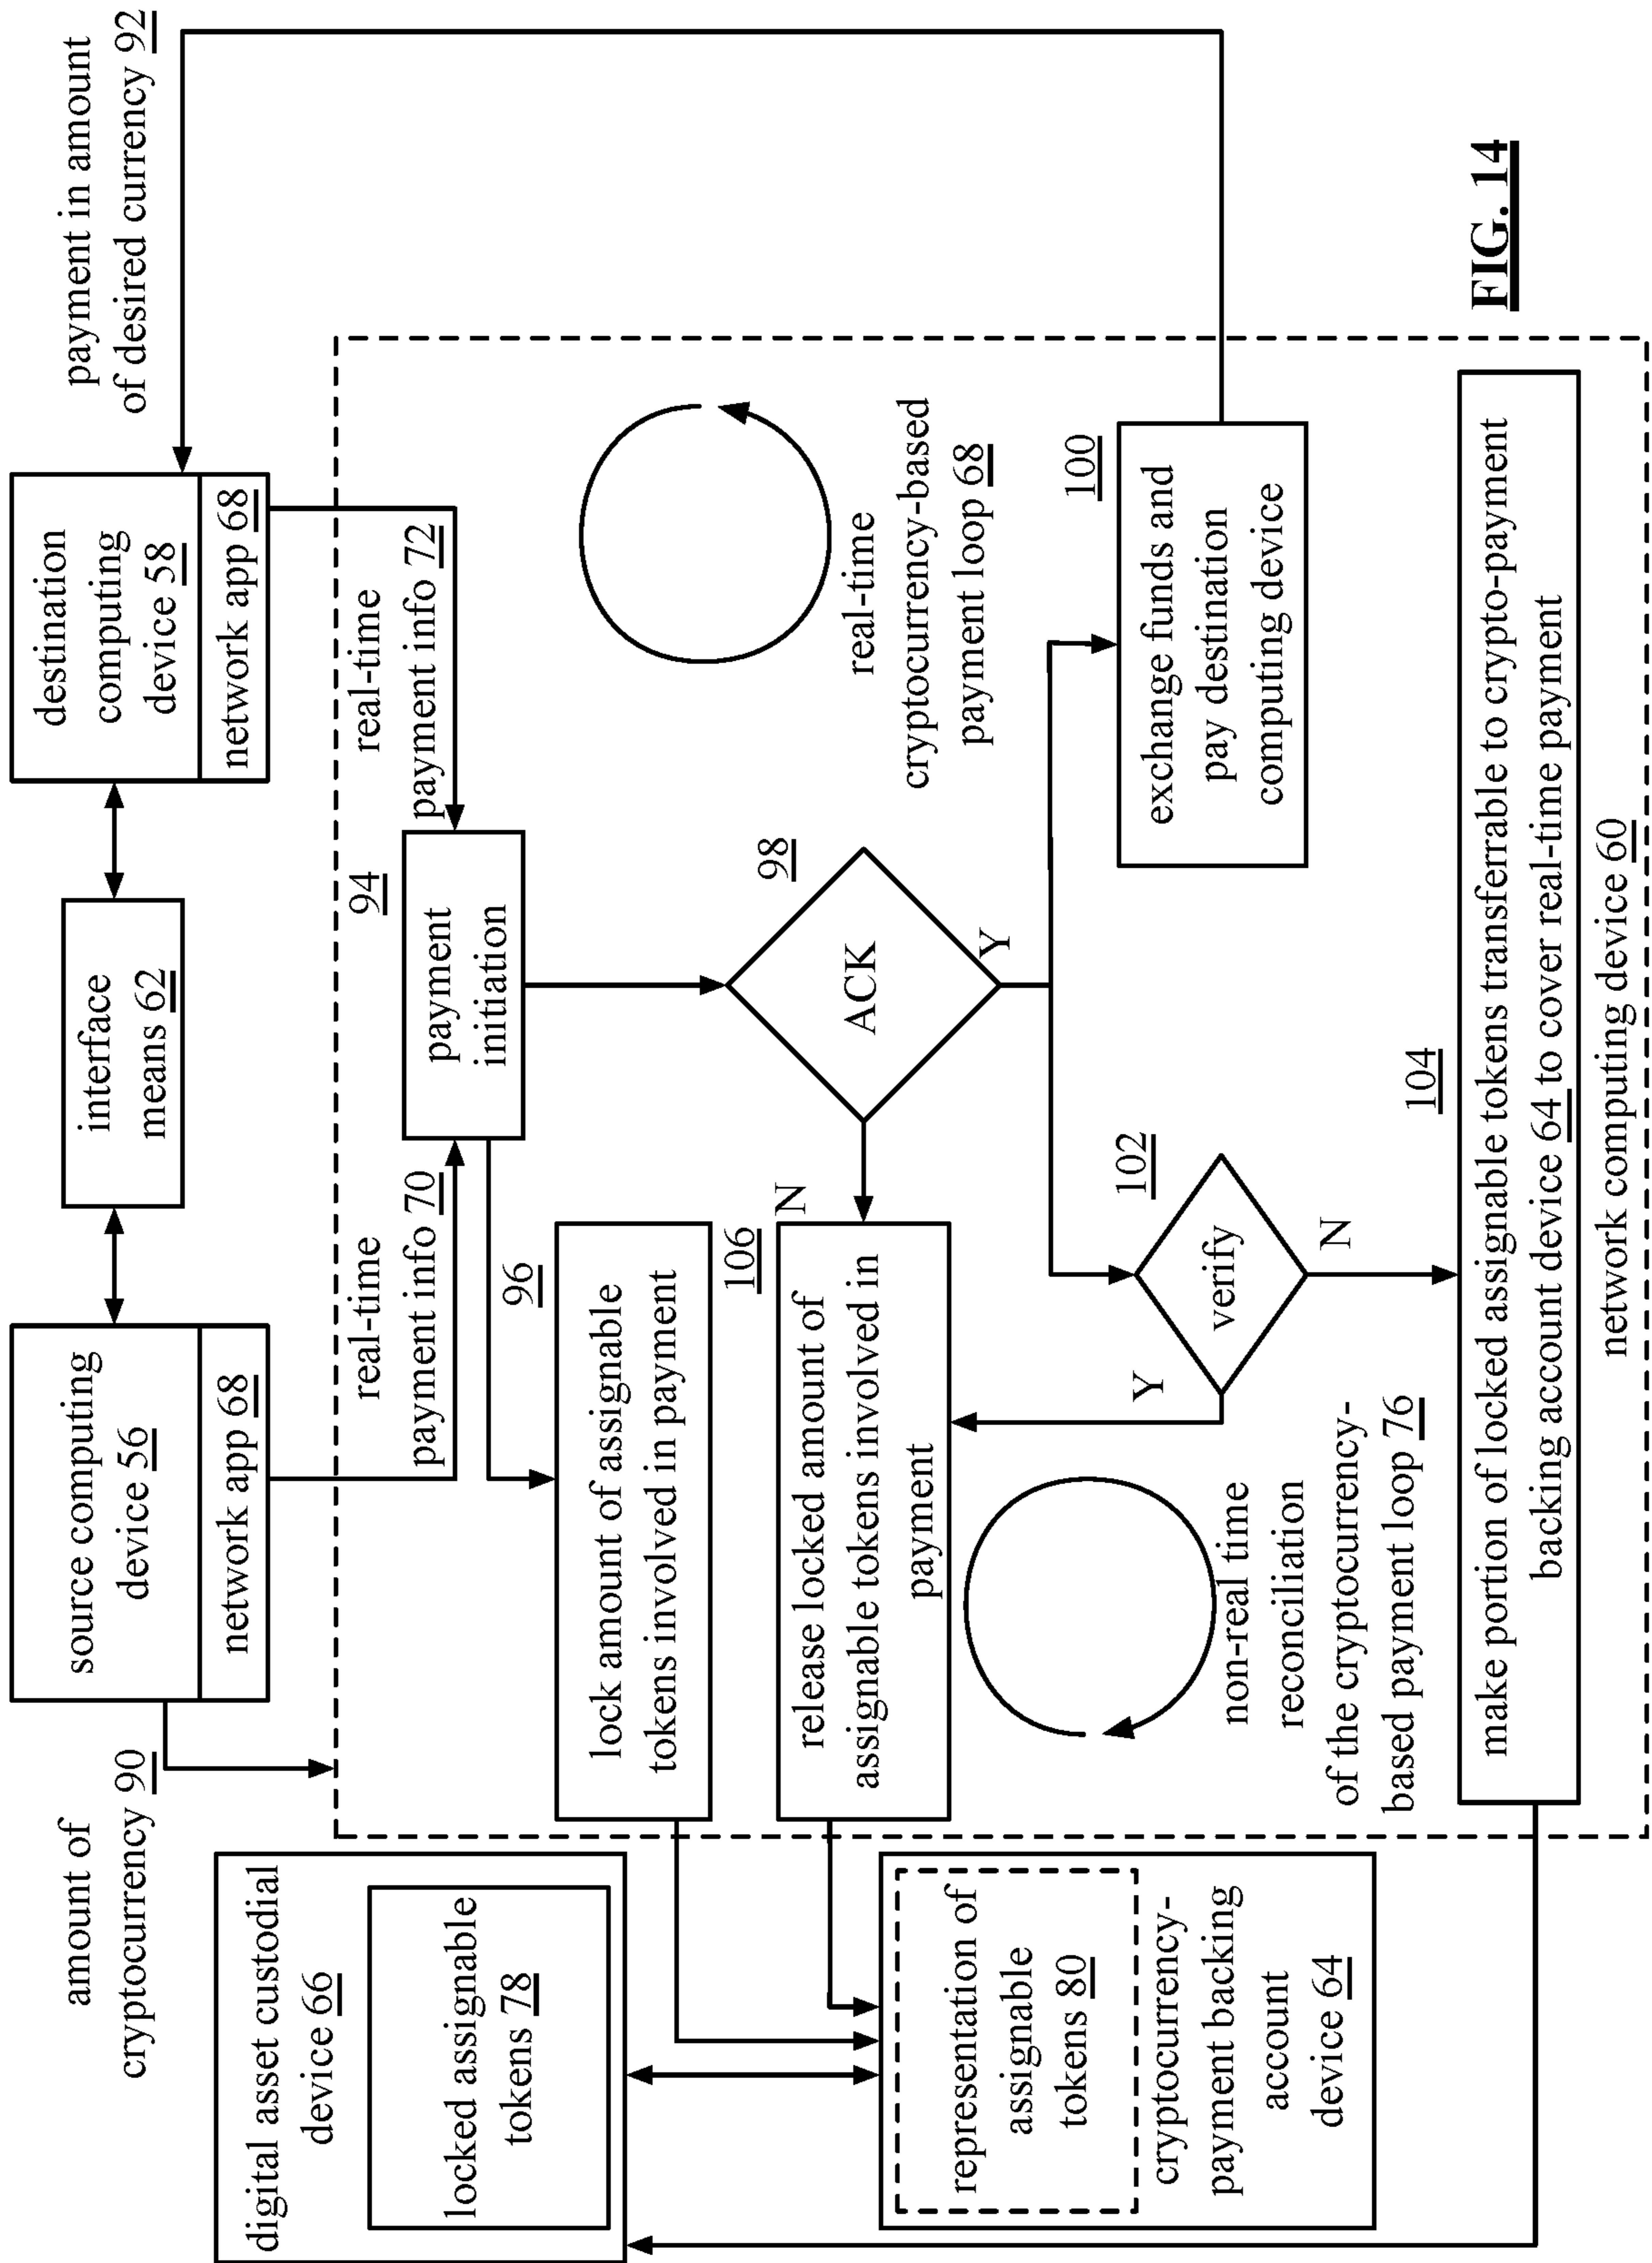 amount of
cryptocurrency 90
source computing
device 56
network app 68
interface
means 62
destination
computing
device 58
network app 68
payment in amount
of desired currency 92
digital asset custodial
device 66
locked assignable
tokens 78
real-time
payment info 70
94
payment
initiation
real-time
payment info 72
96
lock amount of assignable
tokens involved in payment
106
N
release locked amount of
assignable tokens involved in
payment
98
ACK
Y
real-time
cryptocurrency-based
payment loop 68
representation of
assignable
tokens 80
cryptocurrency-
payment backing
account
device 64
non-real time
reconciliation
of the cryptocurrency-
based payment loop 76
Y
102
verify
N
100
exchange funds and
pay destination
computing device
104
make portion of locked assignable tokens transferrable to crypto-payment
backing account device 64 to cover real-time payment
network computing device 60
FIG. 14